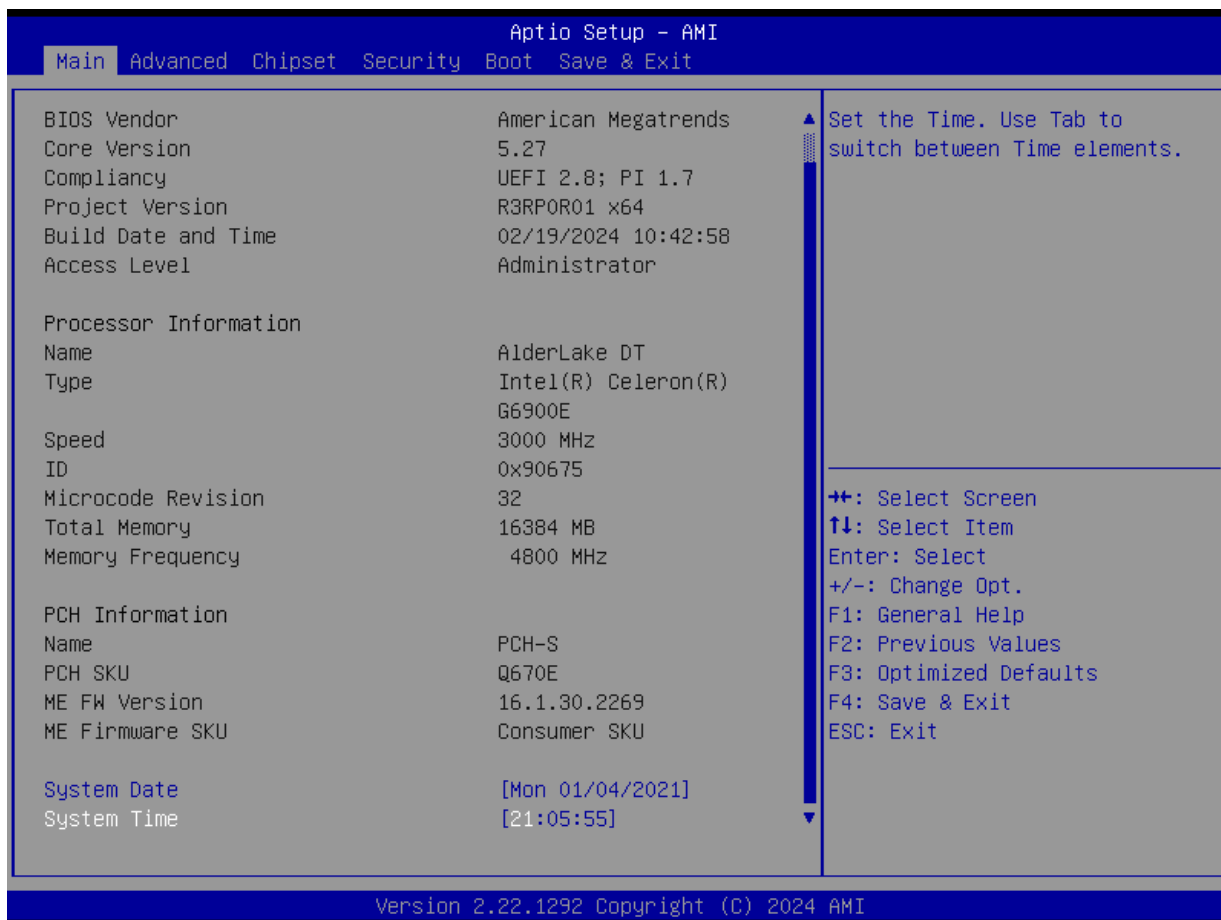 Aptio Setup - AMI
Main Advanced Chipset Security Boot Save & Exit
BIOS Vendor American Megatrends
Core Version 5.27
Compliancy UEFI 2.8; PI 1.7
Project Version R3RP0R01 x64
Build Date and Time 02/19/2024 10:42:58
Access Level Administrator
Processor Information
Name AlderLake DT
Type Intel(R) Celeron(R)
G6900E
Speed 3000 MHz
ID 0x90675
Microcode Revision 32
Total Memory 16384 MB
Memory Frequency 4800 MHz
PCH Information
Name PCH-S
PCH SKU Q670E
ME FW Version 16.1.30.2269
ME Firmware SKU Consumer SKU
System Date [Mon 01/04/2021]
System Time [21:05:55]
Set the Time. Use Tab to
switch between Time elements.
→←: Select Screen
↑↓: Select Item
Enter: Select
+/-: Change Opt.
F1: General Help
F2: Previous Values
F3: Optimized Defaults
F4: Save & Exit
ESC: Exit
Version 2.22.1292 Copyright (C) 2024 AMI